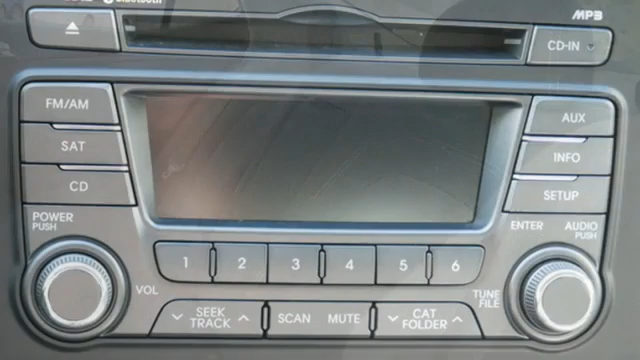 Bluetooth
MP3
CD-IN
FM/AM
AUX
SAT
INFO
CD
SETUP
POWER
PUSH
ENTER
AUDIO
PUSH
1 2 3 4 5 6
VOL
TUNE
FILE
SEEK
TRACK
SCAN
MUTE
CAT
FOLDER